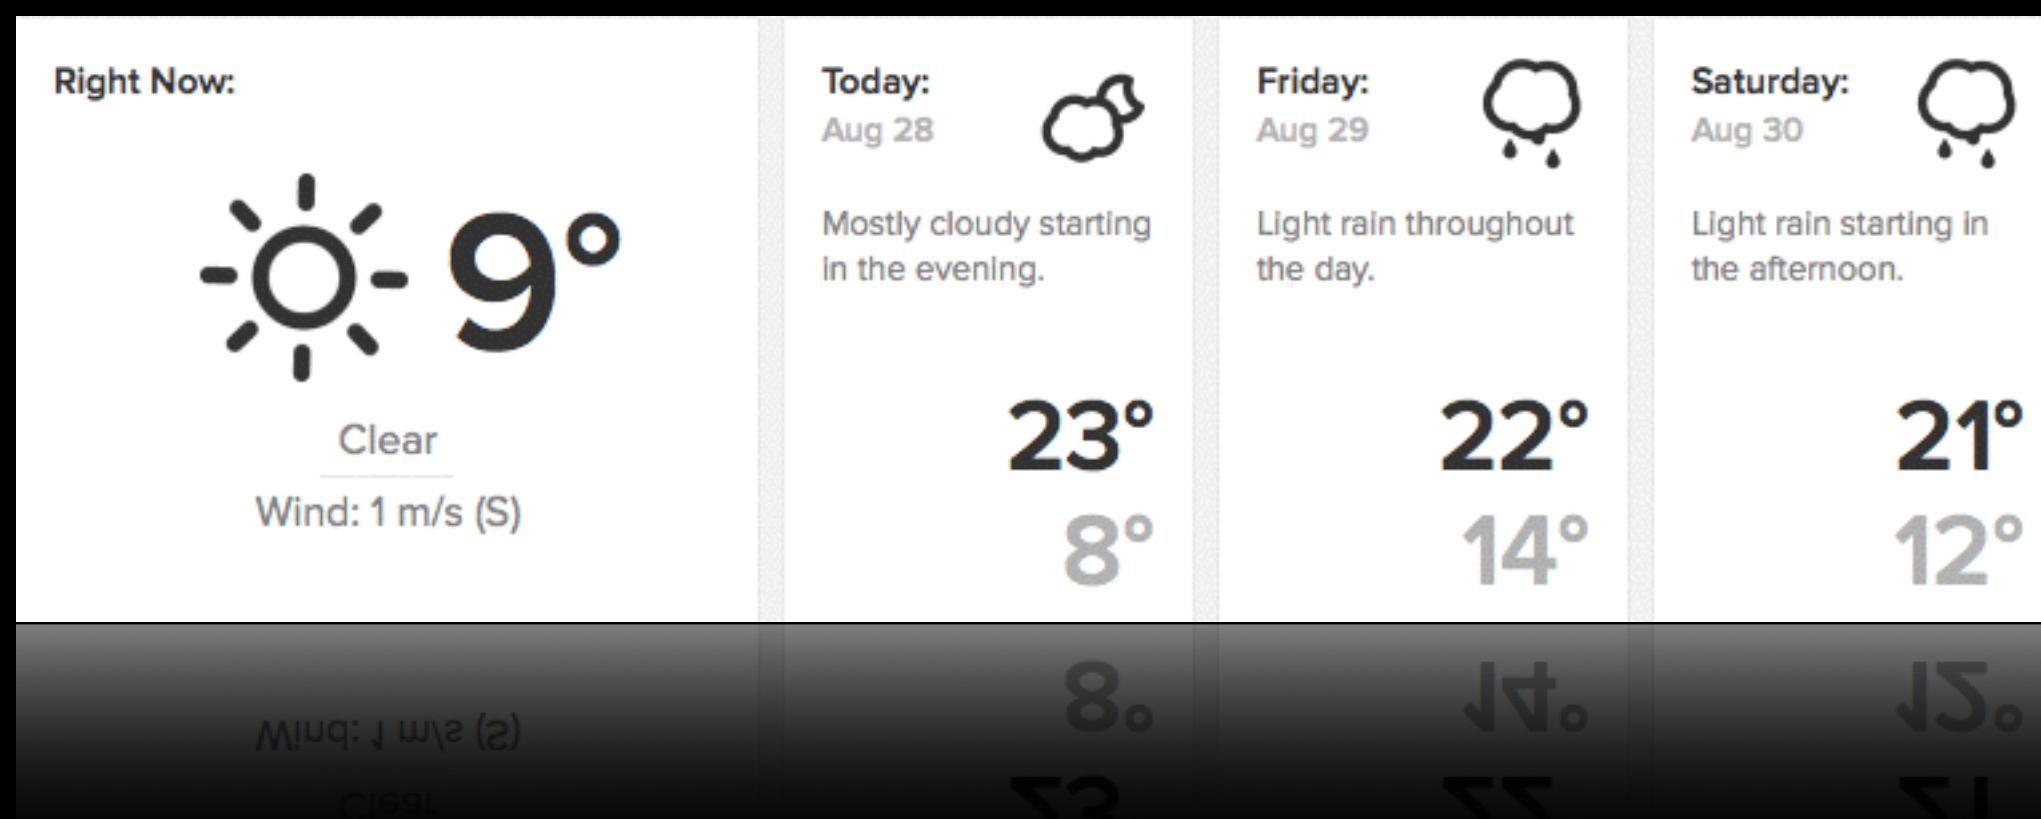 Right Now:
9°
Clear
Wind: 1 m/s (S)
Today:
Aug 28
Mostly cloudy starting
in the evening.
23°
8°
Friday:
Aug 29
Light rain throughout
the day.
22°
14°
Saturday:
Aug 30
Light rain starting in
the afternoon.
21°
12°